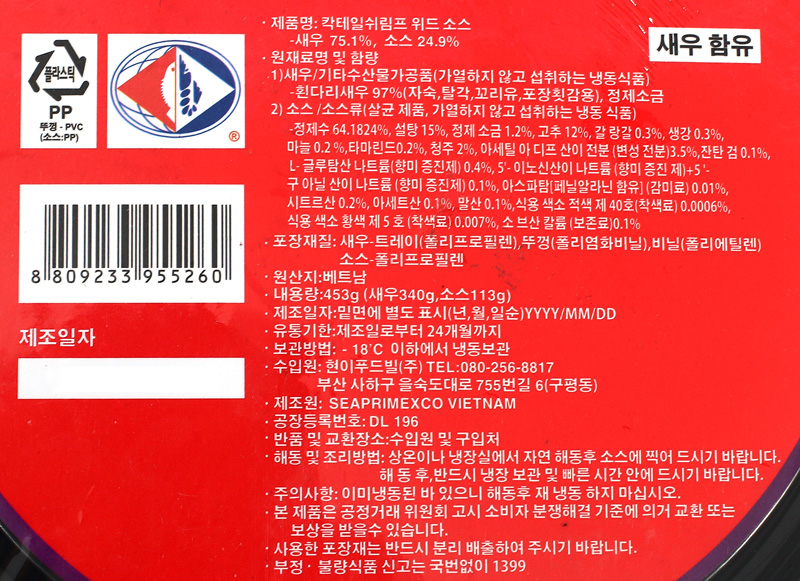 · 제품명: 칵테일쉬림프 위드 소스
-새우 75.1%, 소스 24.9%
새우 함유
· 원재료명 및 함량
1)새우/기타수산물가공품(가열하지 않고 섭취하는 냉동식품)
-흰다리새우 97%(자숙,탈각,꼬리유,포장횟감용), 정제소금
2) 소스 /소스류(살균 제품, 가열하지 않고 섭취하는 냉동 식품)
-정제수 64.1824%, 설탕 15%, 정제 소금 1.2%, 고추 12%, 갈 랑갈 0.3%, 생강 0.3%,
마늘 0.2 %,타마린드0.2%, 청주 2%, 아세틸 아 디프 산이 전분 (변성 전분)3.5%,잔탄 검 0.1%,
L- 글루탐산 나트륨 (향미 증진제) 0.4%, 5'- 이노신산이 나트륨 (향미 증진 제)+5 '-
구 아닐 산이 나트륨 (향미 증진제) 0.1%, 아스파탐[페닐알라닌 함유] (감미료) 0.01%,
시트르산 0.2%, 아세트산 0.1%, 말산 0.1%,식용 색소 적색 제 40호(착색료) 0.0006%,
식용 색소 황색 제 5 호 (착색료) 0.007%, 소 브산 칼륨 (보존료)0.1%
· 포장재질: 새우-트레이(폴리프로필렌),뚜껑(폴리염화비닐),비닐(폴리에틸렌)
소스-폴리프로필렌
· 원산지:베트남
· 내용량:453g (새우340g,소스113g)
· 제조일자:밑면에 별도 표시(년,월,일순)YYYY/MM/DD
· 유통기한:제조일로부터 24개월까지
· 보관방법: - 18℃ 이하에서 냉동보관
· 수입원: 현이푸드빌(주) TEL:080-256-8817
부산 사하구 을숙도대로 755번길 6(구평동)
· 제조원: SEAPRIMEXCO VIETNAM
· 공장등록번호: DL 196
· 반품 및 교환장소:수입원 및 구입처
· 해동 및 조리방법: 상온이나 냉장실에서 자연 해동후 소스에 찍어 드시기 바랍니다.
해 동 후,반드시 냉장 보관 및 빠른 시간 안에 드시기 바랍니다.
· 주의사항: 이미냉동된 바 있으니 해동후 재 냉동 하지 마십시오.
· 본 제품은 공정거래 위원회 고시 소비자 분쟁해결 기준에 의거 교환 또는
보상을 받을수 있습니다.
· 사용한 포장재는 반드시 분리 배출하여 주시기 바랍니다.
· 부정 · 불량식품 신고는 국번없이 1399
플라스틱
PP
뚜껑 - PVC
(소스:PP)
®
8 809233 955260
제조일자